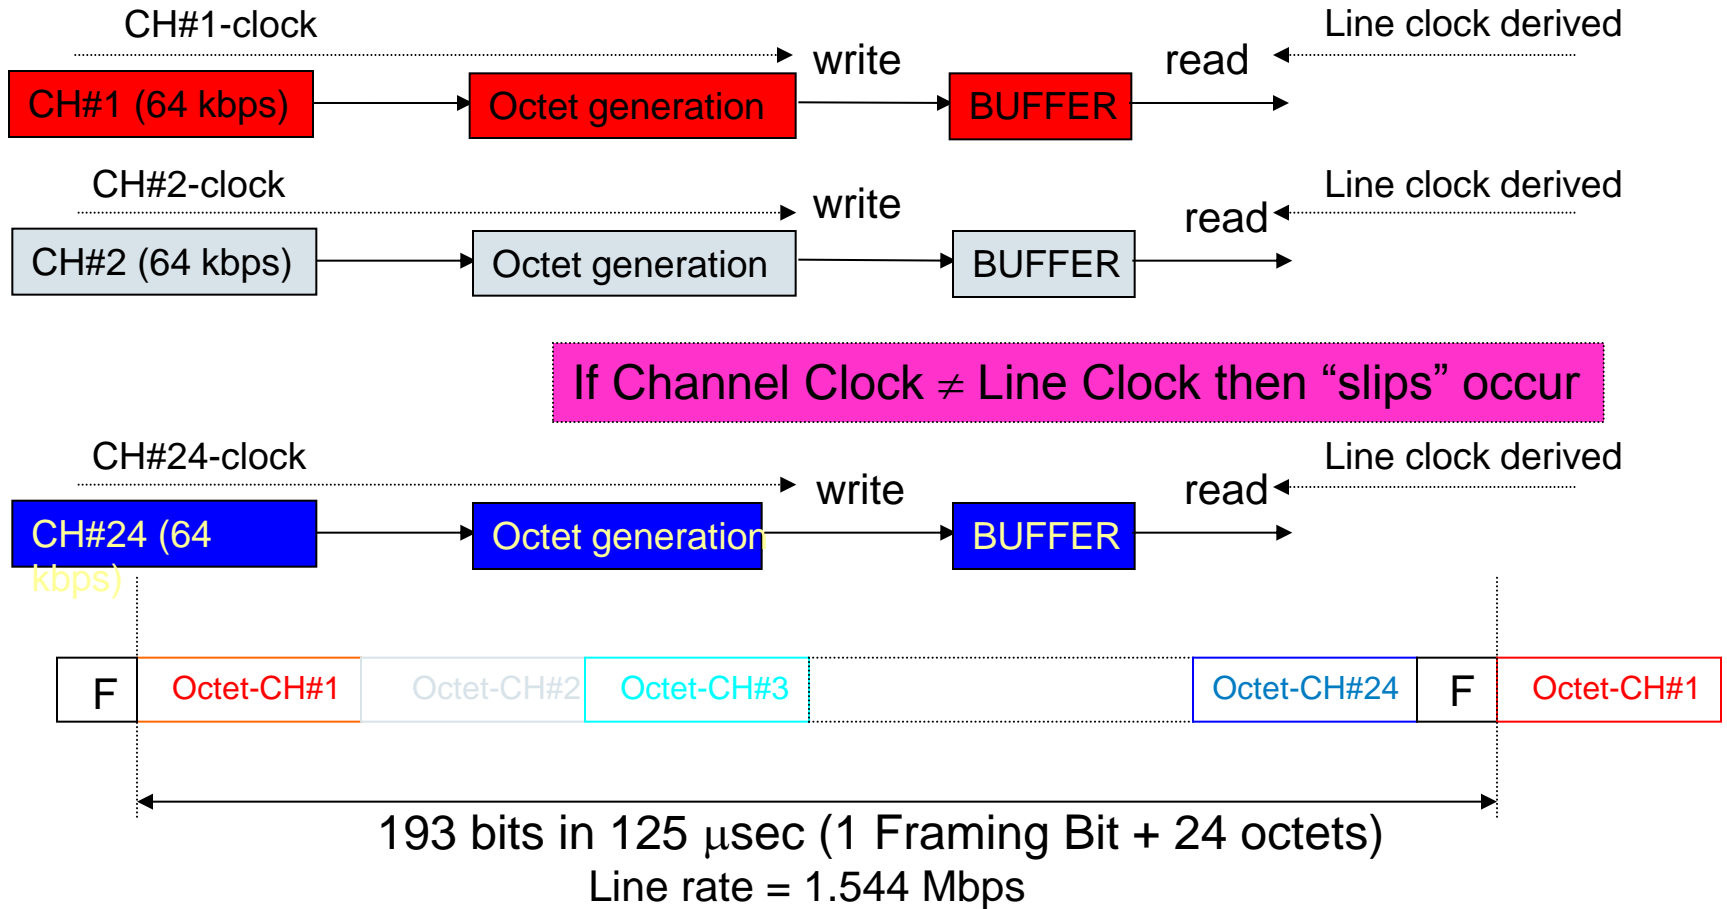 CH#1-clock
write
read
Line clock derived
CH#1 (64 kbps)
Octet generation
BUFFER
CH#2-clock
write
read
Line clock derived
CH#2 (64 kbps)
Octet generation
BUFFER
If Channel Clock ≠ Line Clock then “slips” occur
CH#24-clock
write
read
Line clock derived
CH#24 (64
kbps)
Octet generation
BUFFER
F
Octet-CH#1
Octet-CH#2
Octet-CH#3
Octet-CH#24
F
Octet-CH#1
193 bits in 125 μsec (1 Framing Bit + 24 octets)
Line rate = 1.544 Mbps